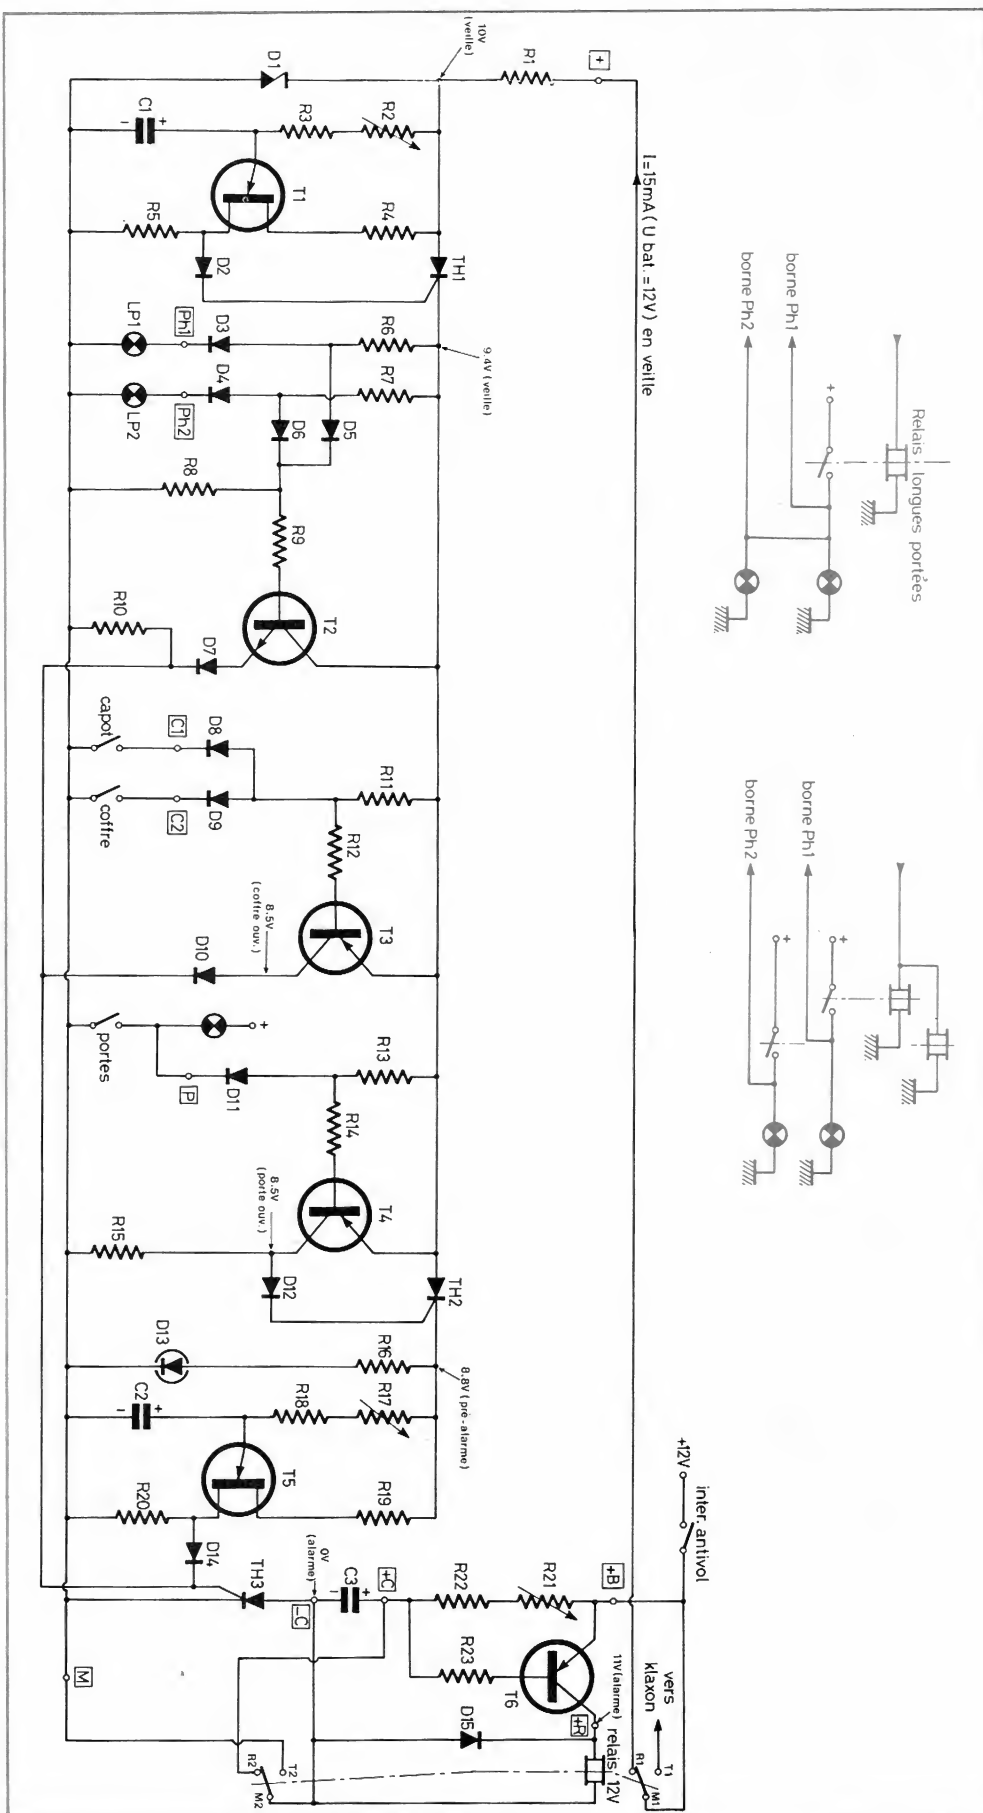 I=15mA ( U bat. = 12V ) en veille
+
R1
10V
(veille)
D1
R2
R3
C1
+
-
T1
R4
R5
D2
TH1
9.4V (veille)
R6
R7
D3
D4
Ph1
Ph2
LP1
LP2
D5
D6
R8
R9
T2
R10
D7
R11
R12
D8
D9
C1
C2
capot
coffre
T3
8.5V
(coffre ouv.)
D10
R13
R14
D11
P
+
portes
T4
8.5V
(porte ouv.)
R15
D12
TH2
8.8V (pré-alarme)
R16
D13
R17
R18
C2
+
-
T5
R19
R20
D14
TH3
0V
(alarme)
-C
C3
+
-
+C
R22
R21
R23
+B
T6
11V (alarme)
+R
D15
relais 12V
+12V
inter. antivol
vers
klaxon
T1
R1
M1
T2
R2
M2
M
Relais longues portées
+
borne Ph1
borne Ph2
+
+
borne Ph1
borne Ph2